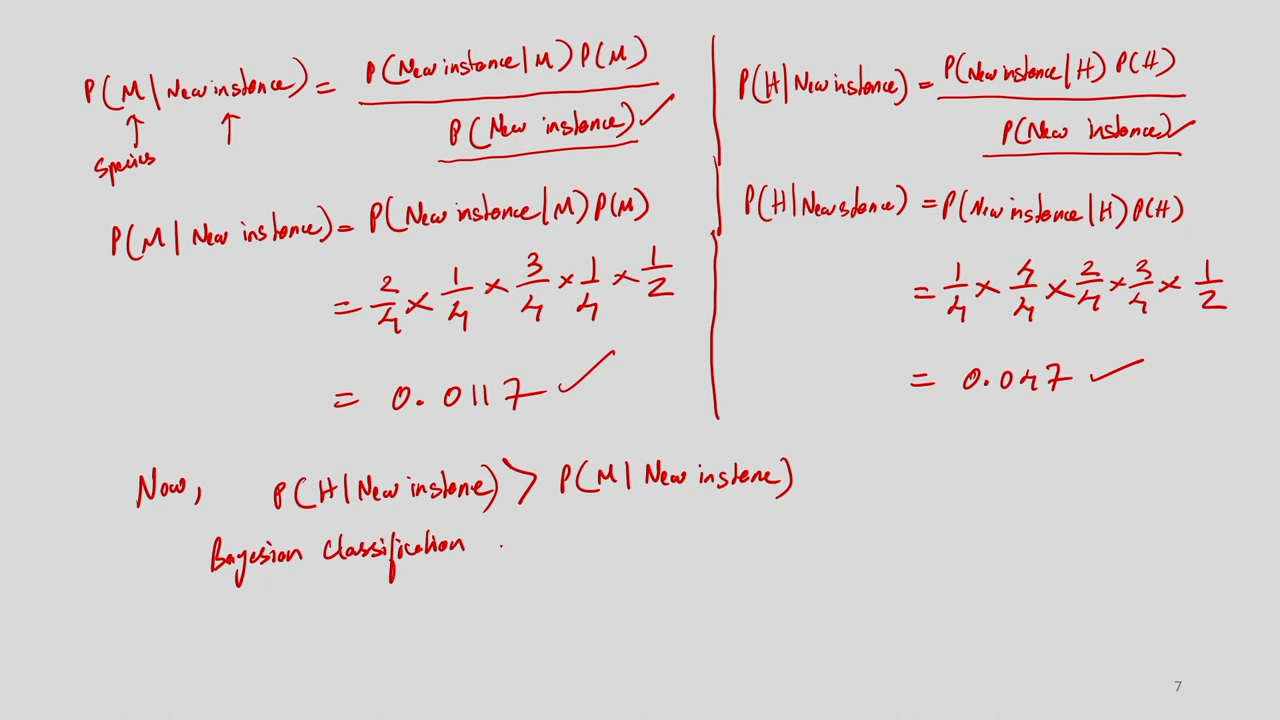 P(M | New instance) = P(New instance | M) P(M) / P(New instance) ✓
↑ ↑
Species
P(M | New instance) = P(New instance | M) P(M)
= 2/4 × 1/4 × 3/4 × 1/4 × 1/2
= 0.0117 ✓
P(H | New instance) = P(New instance | H) P(H) / P(New instance) ✓
P(H | New stance) = P(New instance | H) P(H)
= 1/4 × 4/4 × 2/4 × 3/4 × 1/2
= 0.047 ✓
Now, P(H | New instance) > P(M | New instance)
Bayesian classification
7